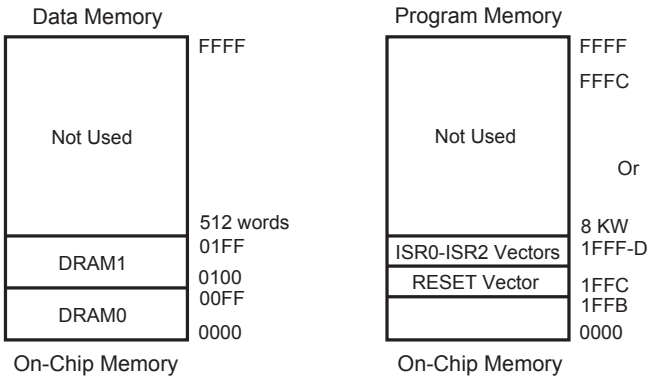 Data Memory
FFFF
Not Used
512 words
01FF
DRAM1
0100
00FF
DRAM0
0000
On-Chip Memory
Program Memory
FFFF
FFFC
Not Used
Or
8 KW
ISR0-ISR2 Vectors
1FFF-D
RESET Vector
1FFC
1FFB
0000
On-Chip Memory